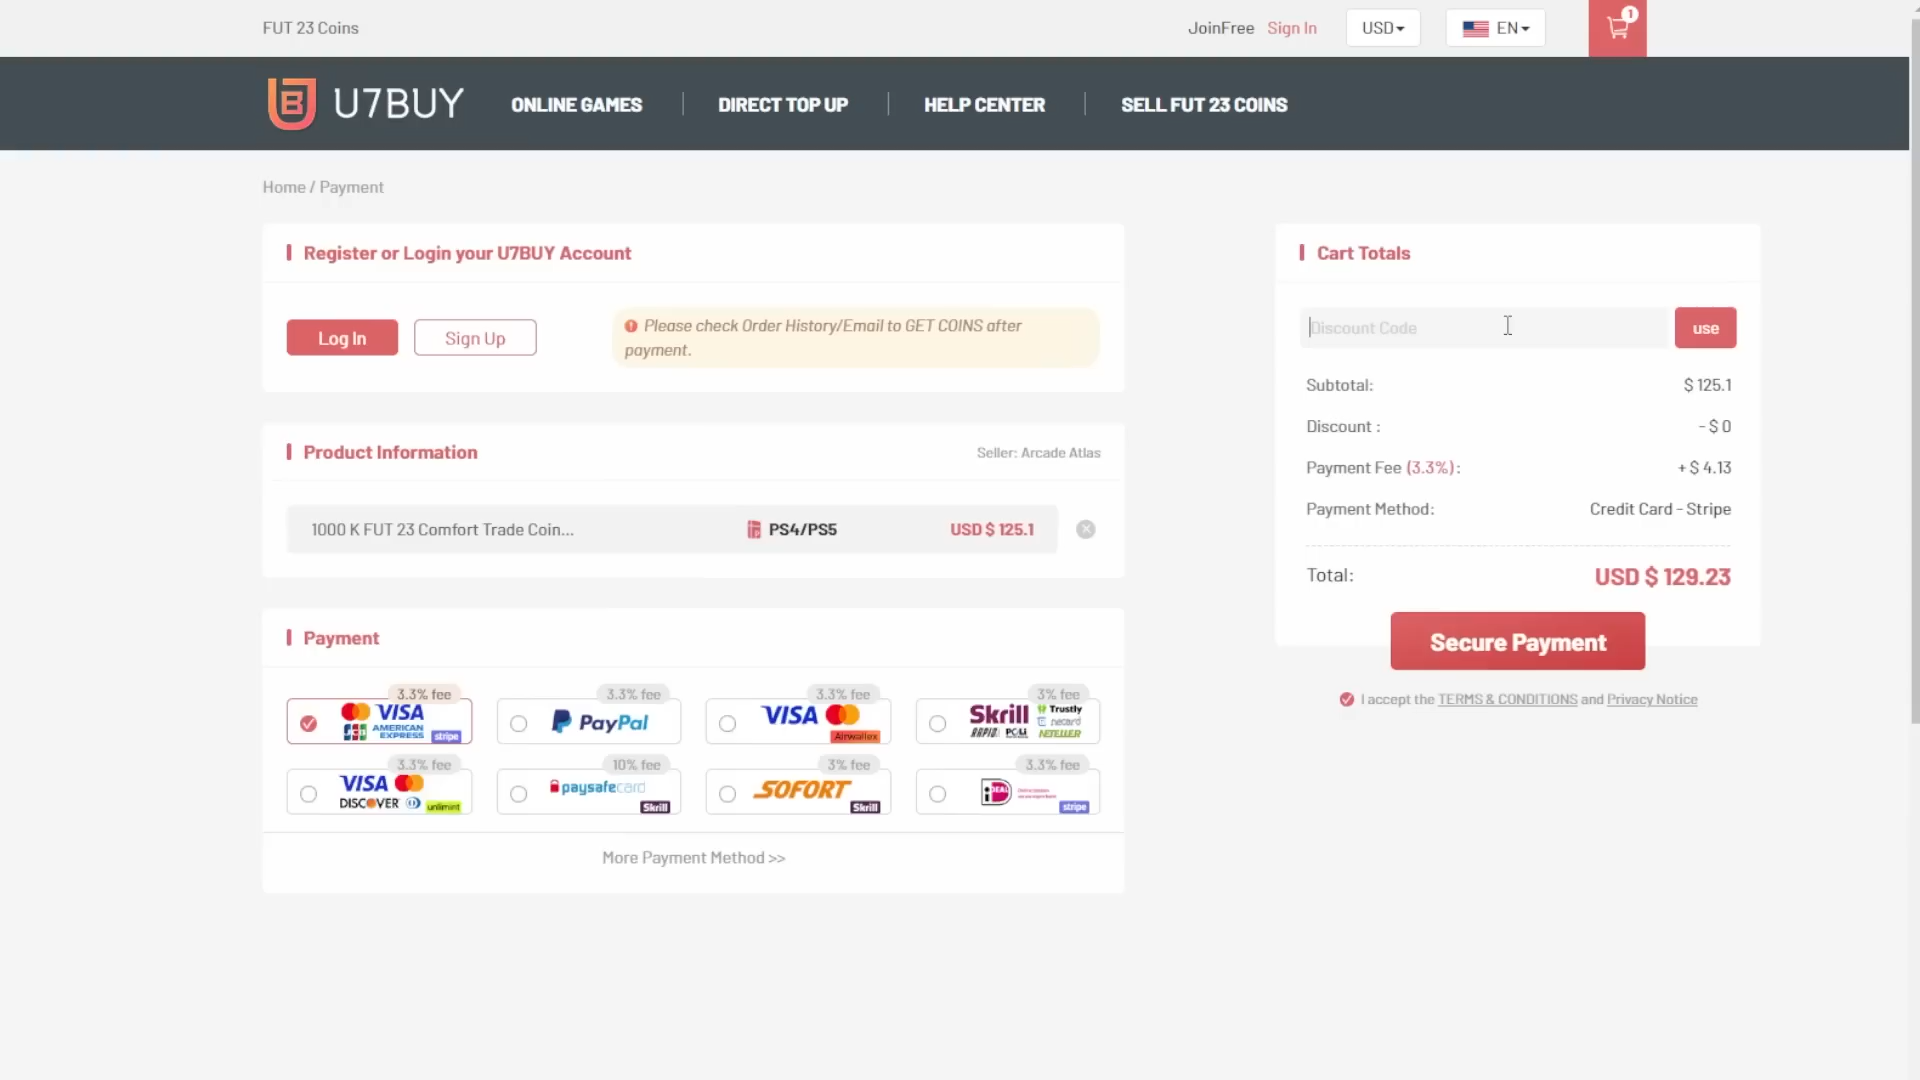 FUT 23 Coins
JoinFree Sign In USD EN 1
U7BUY ONLINE GAMES DIRECT TOP UP HELP CENTER SELL FUT 23 COINS
Home / Payment
Register or Login your U7BUY Account
Log In Sign Up
Please check Order History/Email to GET COINS after
payment.
Product Information Seller: Arcade Atlas
1000 K FUT 23 Comfort Trade Coin... PS4/PS5 USD $ 125.1
Payment
3.3% fee 3.3% fee 3.3% fee 3% fee
VISA JCB AMERICAN EXPRESS stripe
PayPal
VISA Airwallex
Skrill Trustly RAPID POLi NETELLER
3.3% fee 10% fee 3% fee 3.3% fee
VISA DISCOVER unlimint
paysafecard Skrill
SOFORT Skrill
iDEAL stripe
More Payment Method >>
Cart Totals
Discount Code use
Subtotal: $ 125.1
Discount : - $ 0
Payment Fee (3.3%) : + $ 4.13
Payment Method: Credit Card - Stripe
Total: USD $ 129.23
Secure Payment
I accept the TERMS & CONDITIONS and Privacy Notice